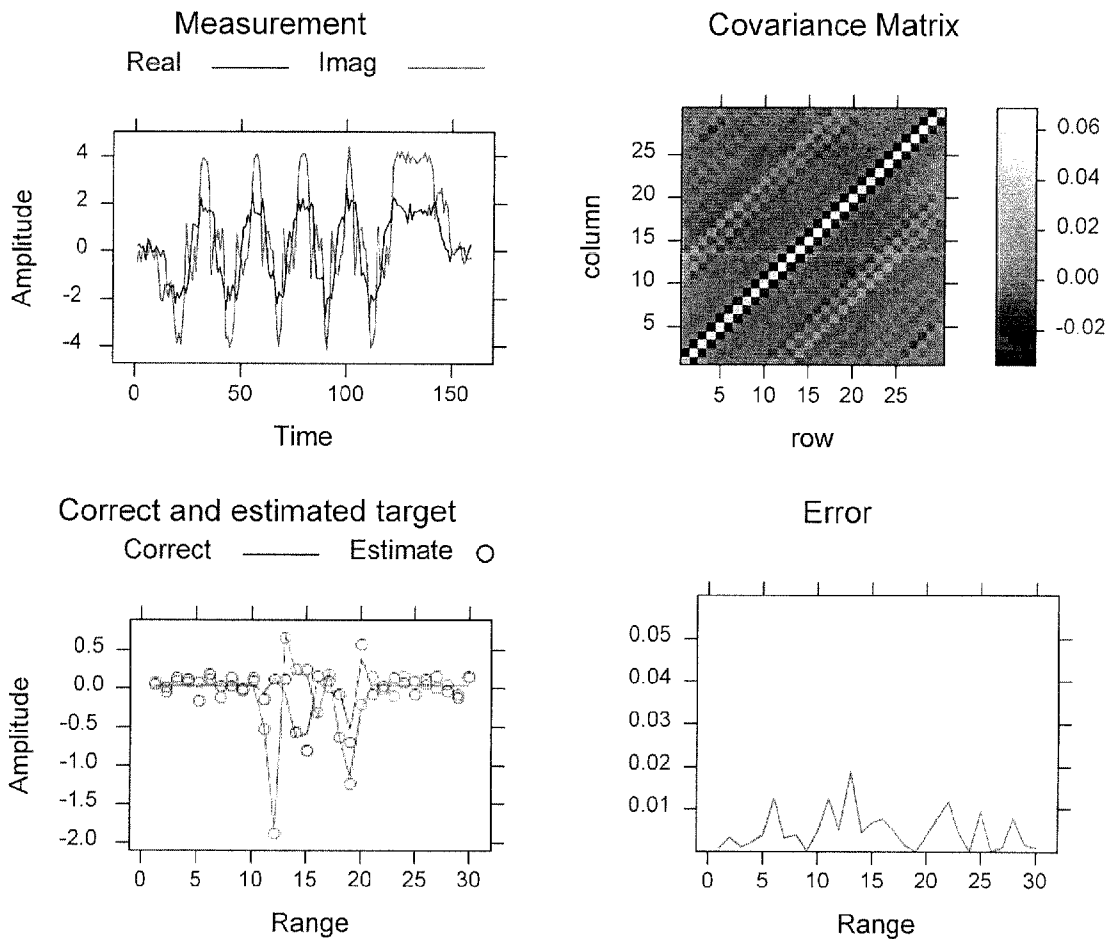 Measurement
Real Imag
4
2
0
-2
-4
Amplitude
0 50 100 150
Time
Covariance Matrix
25
20
15
10
5
column
5 10 15 20 25
row
0.06
0.04
0.02
0.00
-0.02
Correct and estimated target
Correct Estimate
0.5
0.0
-0.5
-1.0
-1.5
-2.0
Amplitude
0 5 10 15 20 25 30
Range
Error
0.05
0.04
0.03
0.02
0.01
0 5 10 15 20 25 30
Range